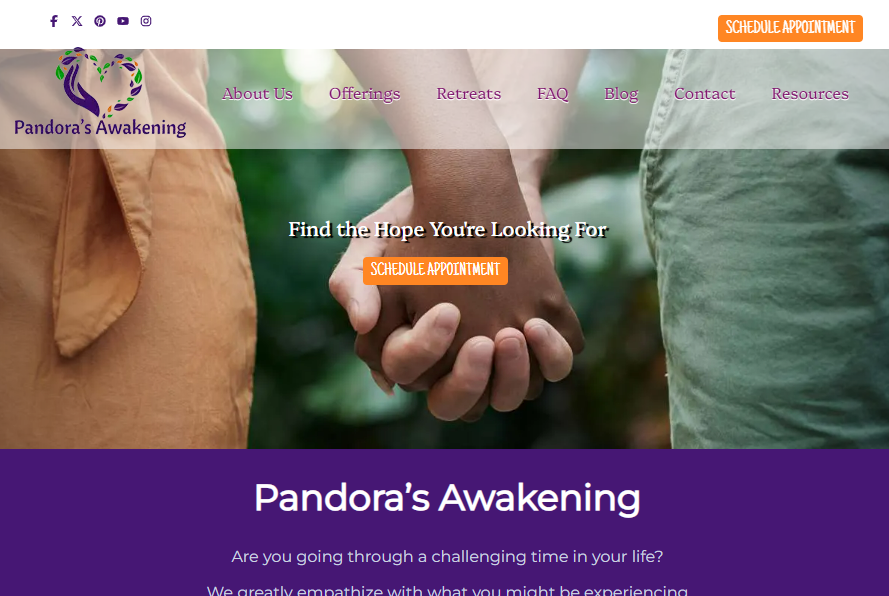 SCHEDULE APPOINTMENT
Pandora's Awakening
About Us Offerings Retreats FAQ Blog Contact Resources
Find the Hope You're Looking For
SCHEDULE APPOINTMENT
Pandora's Awakening
Are you going through a challenging time in your life?
We greatly empathize with what you might be experiencing